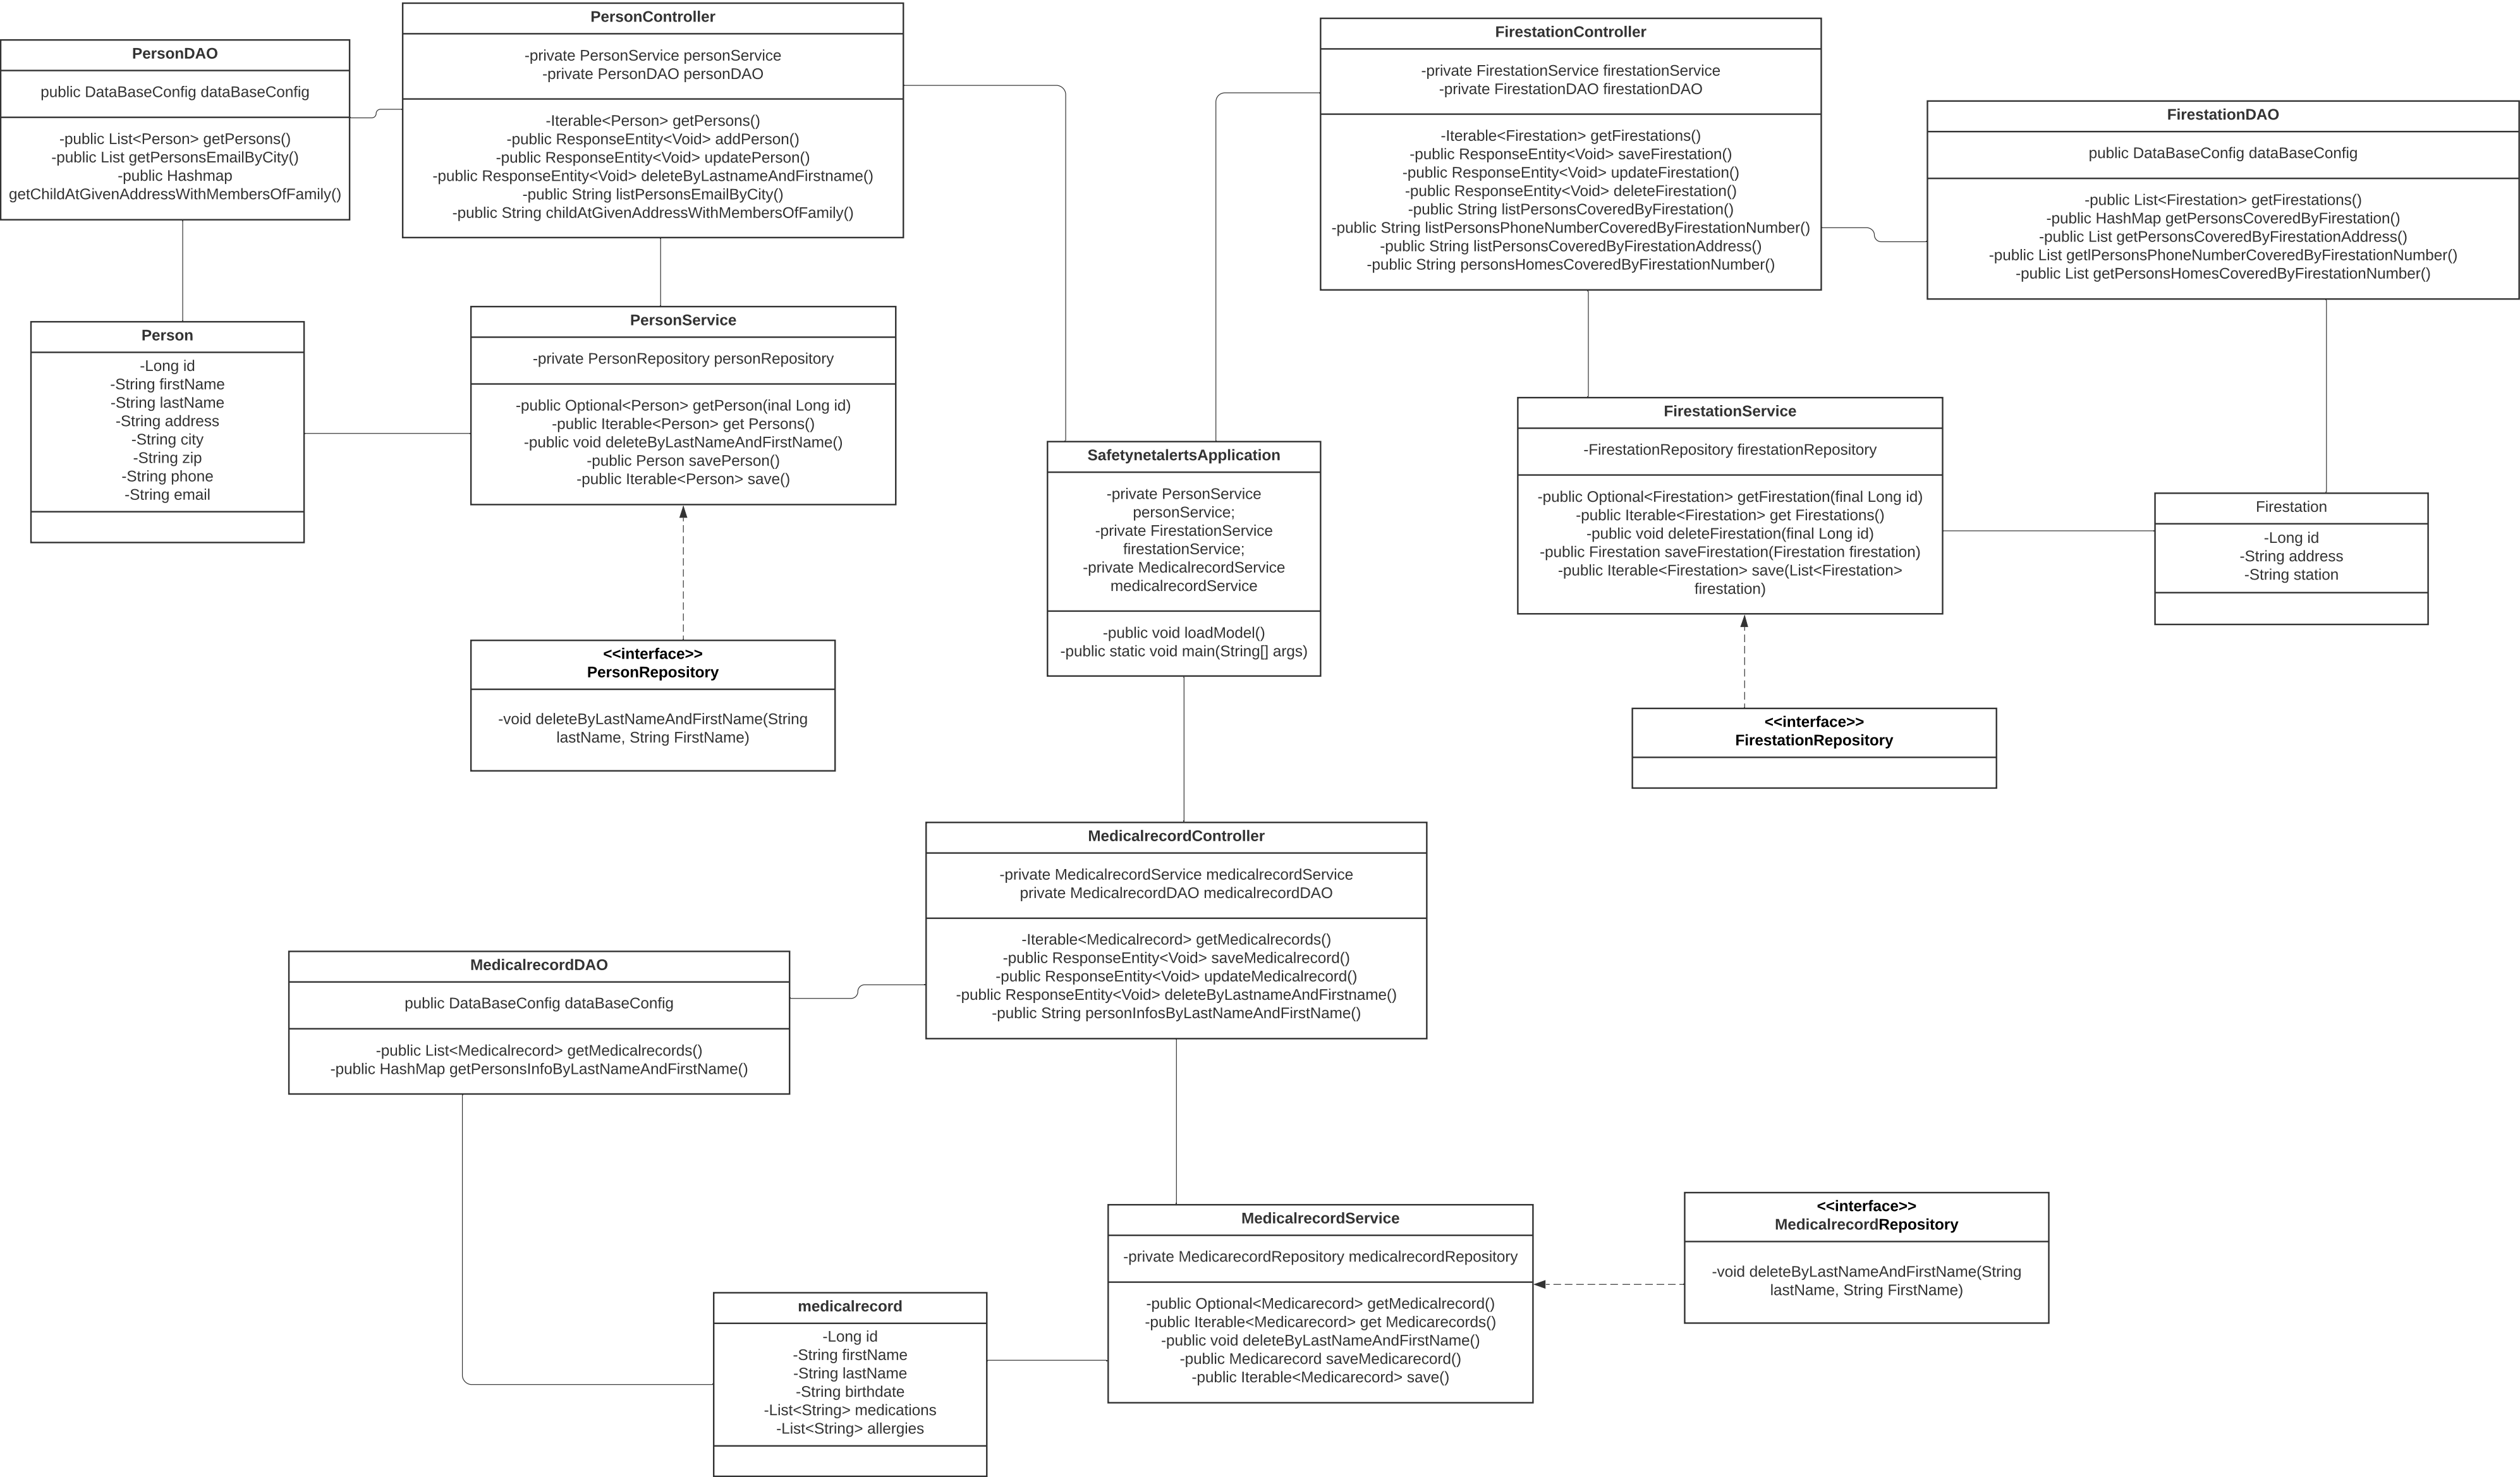 PersonDAO
public DataBaseConfig dataBaseConfig
-public List<Person> getPersons()
-public List getPersonsEmailByCity()
-public Hashmap
getChildAtGivenAddressWithMembersOfFamily()
PersonController
-private PersonService personService
-private PersonDAO personDAO
-Iterable<Person> getPersons()
-public ResponseEntity<Void> addPerson()
-public ResponseEntity<Void> updatePerson()
-public ResponseEntity<Void> deleteByLastnameAndFirstname()
-public String listPersonsEmailByCity()
-public String childAtGivenAddressWithMembersOfFamily()
FirestationController
-private FirestationService firestationService
-private FirestationDAO firestationDAO
-Iterable<Firestation> getFirestations()
-public ResponseEntity<Void> saveFirestation()
-public ResponseEntity<Void> updateFirestation()
-public ResponseEntity<Void> deleteFirestation()
-public String listPersonsCoveredByFirestation()
-public String listPersonsPhoneNumberCoveredByFirestationNumber()
-public String listPersonsCoveredByFirestationAddress()
-public String personsHomesCoveredByFirestationNumber()
FirestationDAO
public DataBaseConfig dataBaseConfig
-public List<Firestation> getFirestations()
-public HashMap getPersonsCoveredByFirestation()
-public List getPersonsCoveredByFirestationAddress()
-public List getlPersonsPhoneNumberCoveredByFirestationNumber()
-public List getPersonsHomesCoveredByFirestationNumber()
Person
-Long id
-String firstName
-String lastName
-String address
-String city
-String zip
-String phone
-String email
PersonService
-private PersonRepository personRepository
-public Optional<Person> getPerson(inal Long id)
-public Iterable<Person> get Persons()
-public void deleteByLastNameAndFirstName()
-public Person savePerson()
-public Iterable<Person> save()
SafetynetalertsApplication
-private PersonService
personService;
-private FirestationService
firestationService;
-private MedicalrecordService
medicalrecordService
-public void loadModel()
-public static void main(String[] args)
FirestationService
-FirestationRepository firestationRepository
-public Optional<Firestation> getFirestation(final Long id)
-public Iterable<Firestation> get Firestations()
-public void deleteFirestation(final Long id)
-public Firestation saveFirestation(Firestation firestation)
-public Iterable<Firestation> save(List<Firestation>
firestation)
Firestation
-Long id
-String address
-String station
<<interface>>
PersonRepository
-void deleteByLastNameAndFirstName(String
lastName, String FirstName)
<<interface>>
FirestationRepository
MedicalrecordController
-private MedicalrecordService medicalrecordService
private MedicalrecordDAO medicalrecordDAO
-Iterable<Medicalrecord> getMedicalrecords()
-public ResponseEntity<Void> saveMedicalrecord()
-public ResponseEntity<Void> updateMedicalrecord()
-public ResponseEntity<Void> deleteByLastnameAndFirstname()
-public String personInfosByLastNameAndFirstName()
MedicalrecordDAO
public DataBaseConfig dataBaseConfig
-public List<Medicalrecord> getMedicalrecords()
-public HashMap getPersonsInfoByLastNameAndFirstName()
MedicalrecordService
-private MedicarecordRepository medicalrecordRepository
-public Optional<Medicarecord> getMedicalrecord()
-public Iterable<Medicarecord> get Medicarecords()
-public void deleteByLastNameAndFirstName()
-public Medicarecord saveMedicarecord()
-public Iterable<Medicarecord> save()
<<interface>>
MedicalrecordRepository
-void deleteByLastNameAndFirstName(String
lastName, String FirstName)
medicalrecord
-Long id
-String firstName
-String lastName
-String birthdate
-List<String> medications
-List<String> allergies